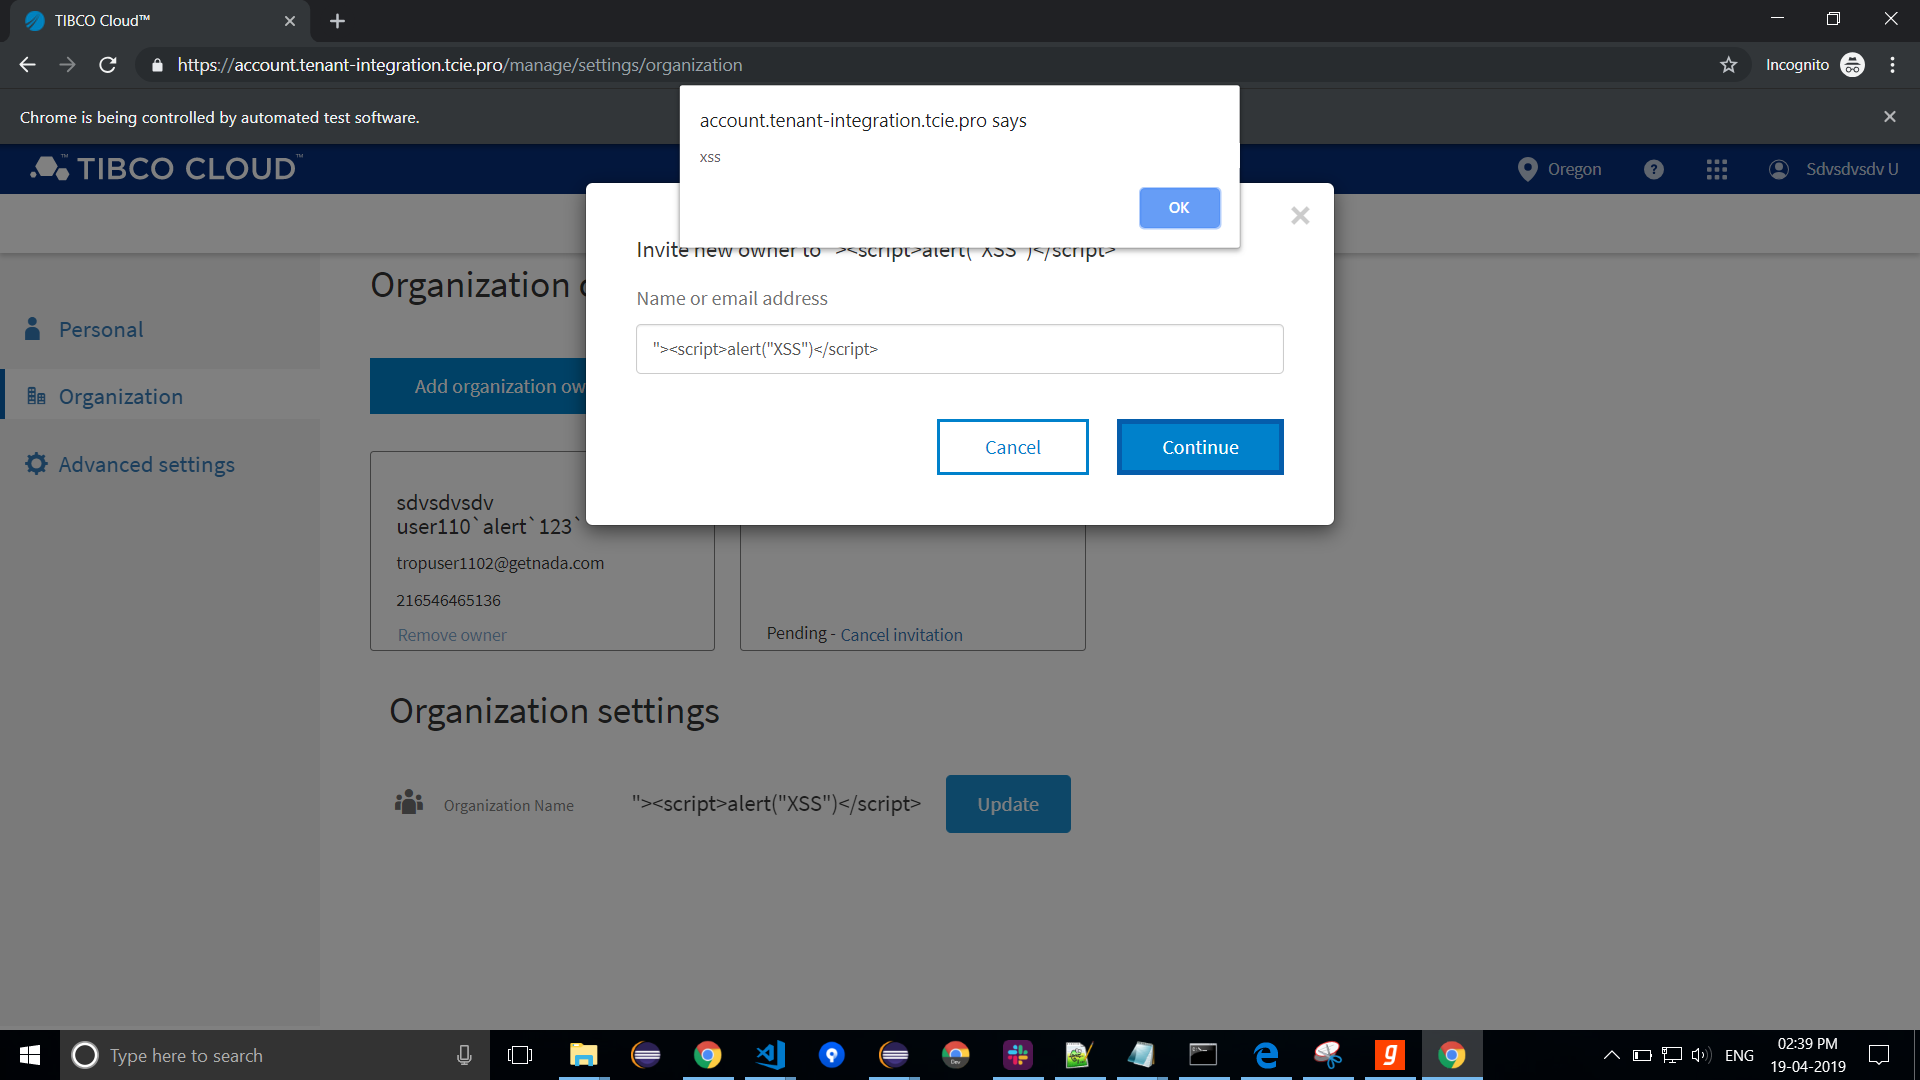 TIBCO Cloud™
https://account.tenant-integration.tcie.pro/manage/settings/organization
Incognito
Chrome is being controlled by automated test software.
account.tenant-integration.tcie.pro says
xss
OK
TIBCO CLOUD™
Oregon
Sdvsdvsdv U
Invite new owner to "><script>alert("XSS")</script>
Name or email address
"><script>alert("XSS")</script>
Cancel
Continue
Personal
Organization
Advanced settings
Organization
Add organization ow
sdvsdvsdv
user110`alert`123`
tropuser1102@getnada.com
216546465136
Remove owner
Pending - Cancel invitation
Organization settings
Organization Name
"><script>alert("XSS")</script>
Update
Type here to search
ENG
02:39 PM
19-04-2019